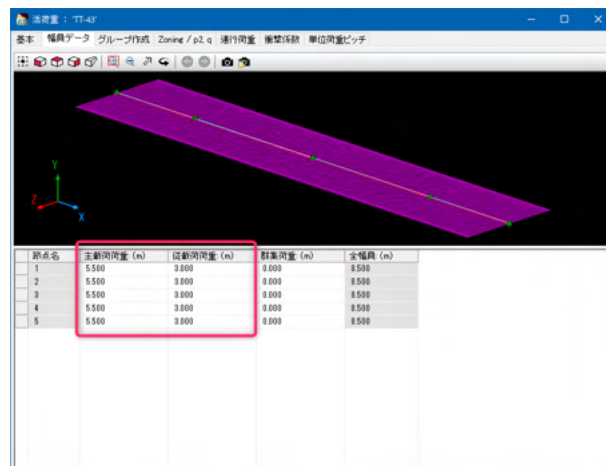 活荷重 : 'TT-43'
基本 幅員データ グループ作成 Zoning / p2, q 連行荷重 衝撃係数 単位荷重ピッチ
Y
Z
X
節点名 主載荷荷重 (m) 従載荷荷重 (m) 群集荷重 (m) 全幅員 (m)
1 5.500 3.000 0.000 8.500
2 5.500 3.000 0.000 8.500
3 5.500 3.000 0.000 8.500
4 5.500 3.000 0.000 8.500
5 5.500 3.000 0.000 8.500